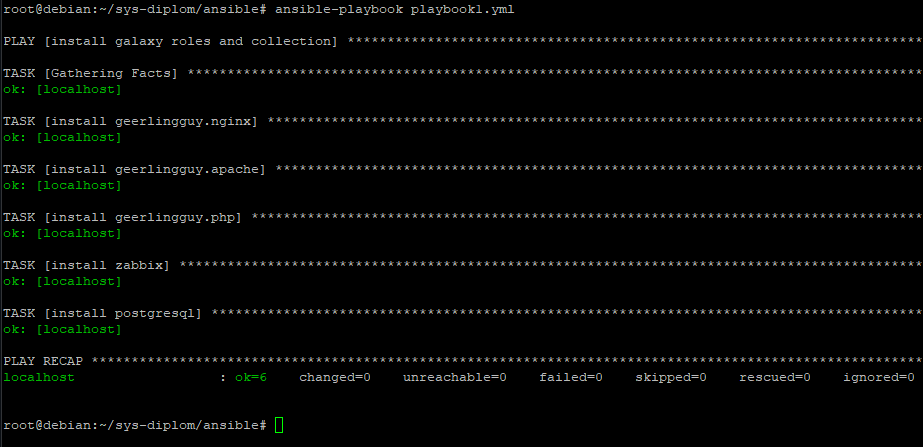 root@debian:~/sys-diplom/ansible# ansible-playbook playbook1.yml
PLAY [install galaxy roles and collection] ************************************************************************
TASK [Gathering Facts] ********************************************************************************************
ok: [localhost]
TASK [install geerlingguy.nginx] **********************************************************************************
ok: [localhost]
TASK [install geerlingguy.apache] *********************************************************************************
ok: [localhost]
TASK [install geerlingguy.php] ************************************************************************************
ok: [localhost]
TASK [install zabbix] *********************************************************************************************
ok: [localhost]
TASK [install postgresql] *****************************************************************************************
ok: [localhost]
PLAY RECAP ********************************************************************************************************
localhost                  : ok=6    changed=0    unreachable=0    failed=0    skipped=0    rescued=0    ignored=0
root@debian:~/sys-diplom/ansible#